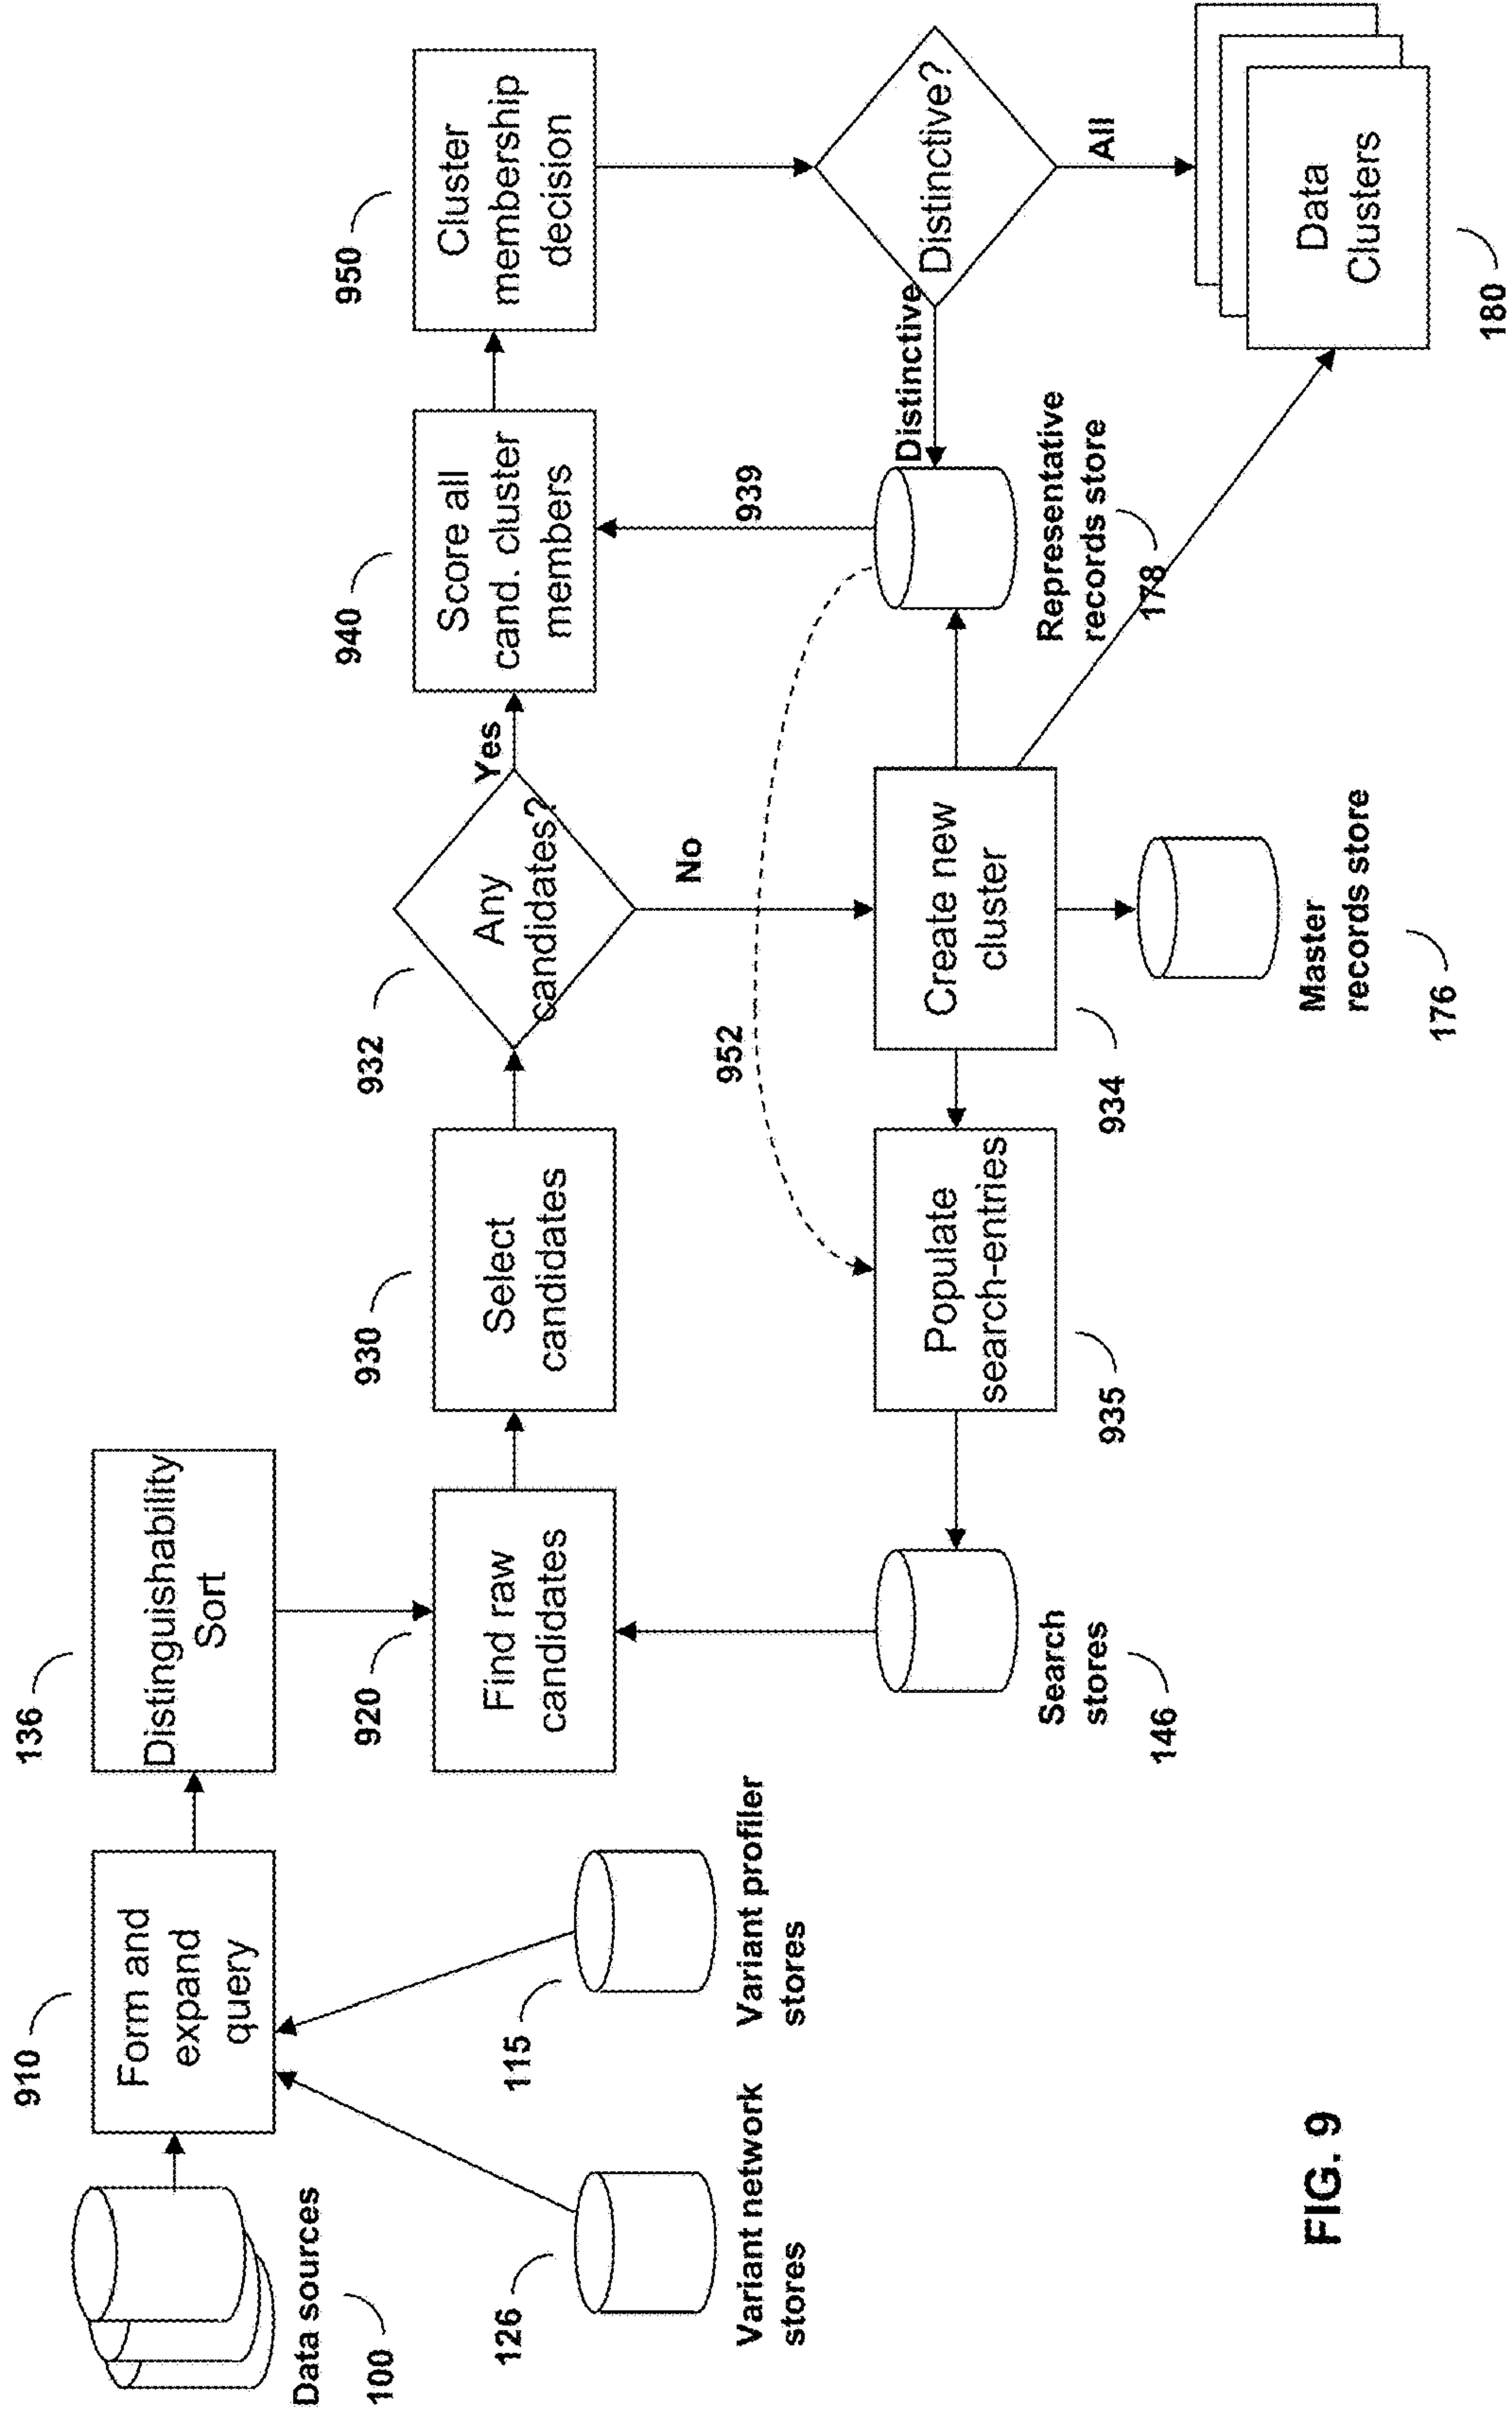 910
136
Form and
expand
query
Distinguishability
Sort
Data sources
100
126
Variant network
stores
115
Variant profiler
stores
920
Find raw
candidates
930
Select
candidates
932
Any
candidates?
Yes
No
940
Score all
cand. cluster
members
950
Cluster
membership
decision
939
952
Distinctive?
Distinctive
All
Search
stores
146
Populate
search-entries
935
Create new
cluster
934
Representative
records store
178
Master
records store
176
Data
Clusters
180
FIG. 9